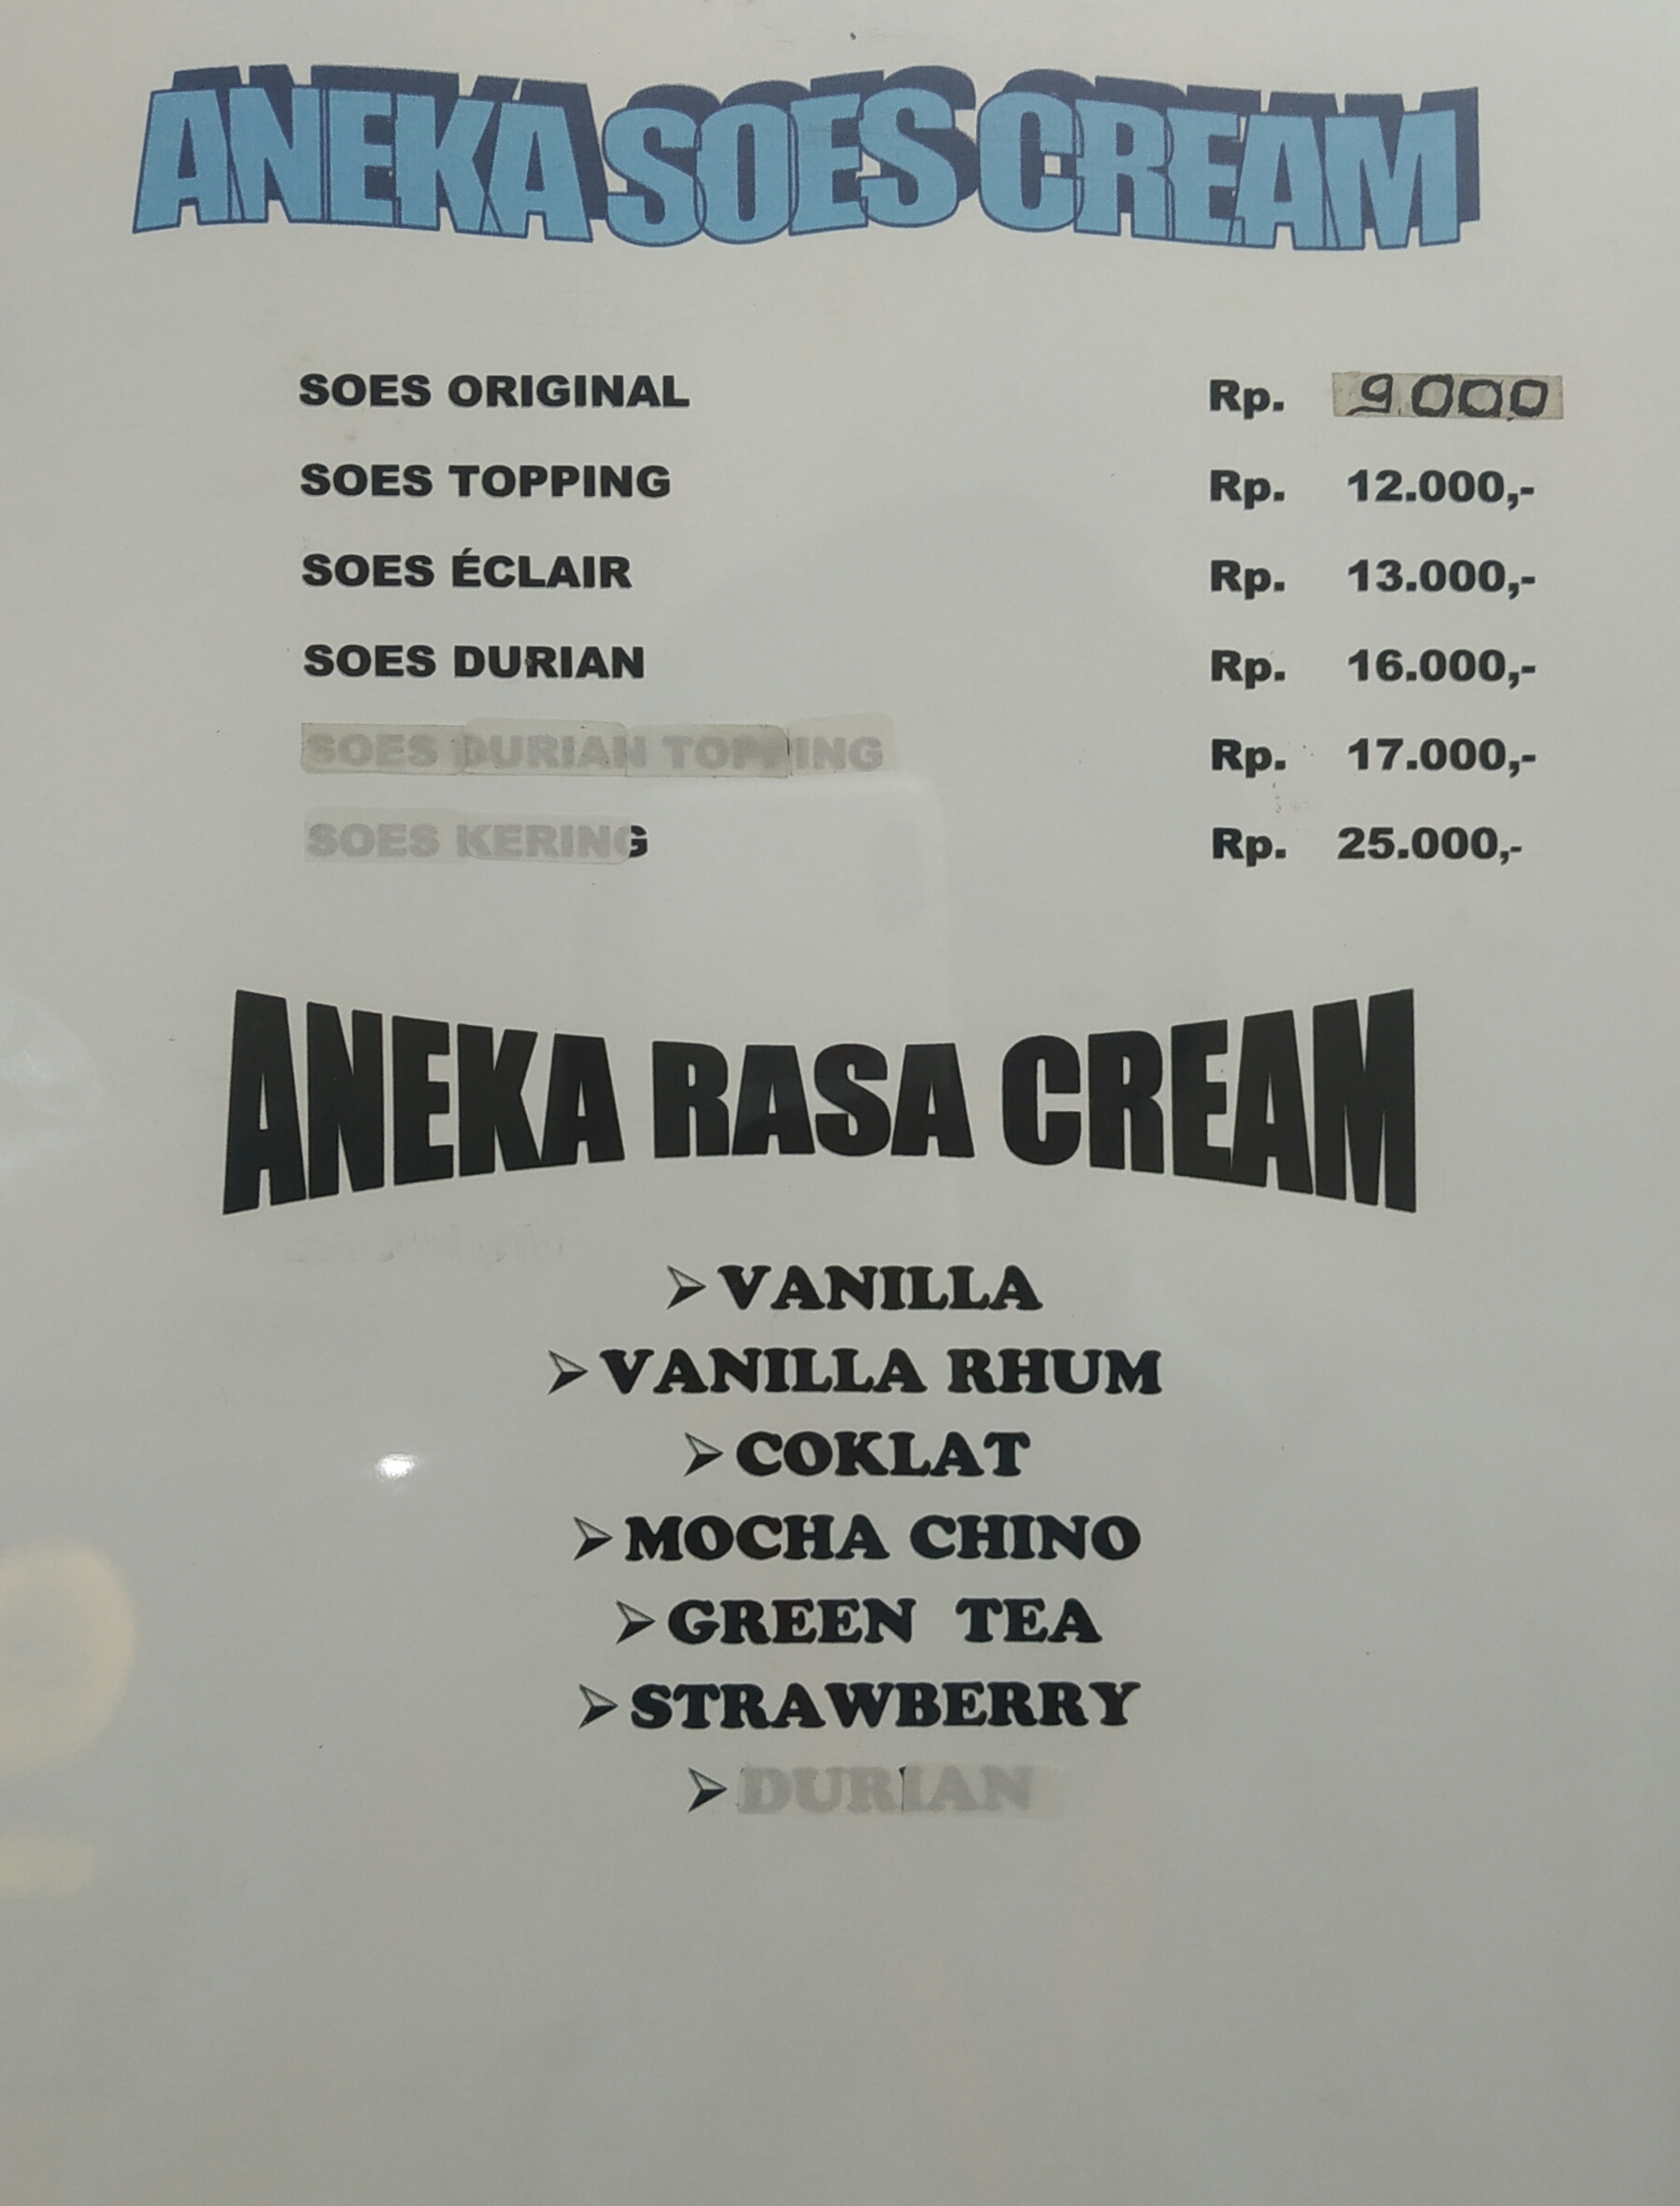 ANEKA SOES CREAM
SOES ORIGINAL Rp. 9.000
SOES TOPPING Rp. 12.000,-
SOES ÉCLAIR Rp. 13.000,-
SOES DURIAN Rp. 16.000,-
SOES DURIAN TOPPING Rp. 17.000,-
SOES KERING Rp. 25.000,-
ANEKA RASA CREAM
➢ VANILLA
➢ VANILLA RHUM
➢ COKLAT
➢ MOCHA CHINO
➢ GREEN TEA
➢ STRAWBERRY
➢ DURIAN